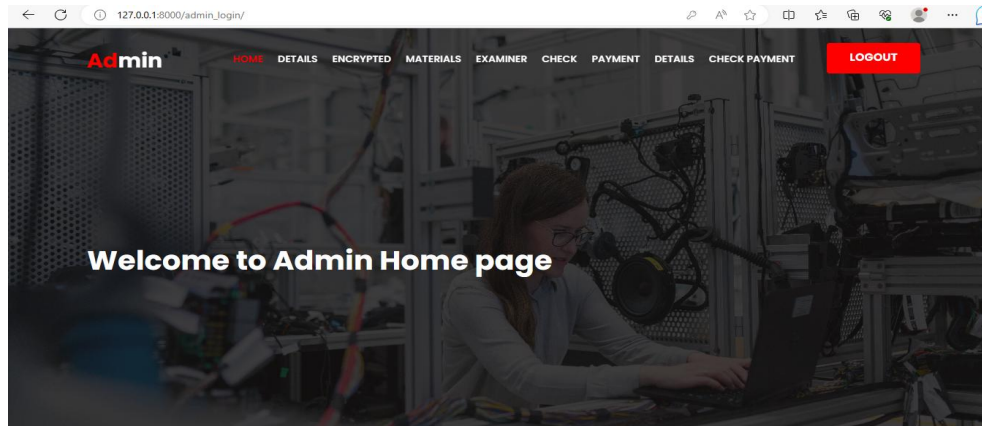 127.0.0.1:8000/admin_login/
Admin HOME DETAILS ENCRYPTED MATERIALS EXAMINER CHECK PAYMENT DETAILS CHECK PAYMENT LOGOUT
Welcome to Admin Home page